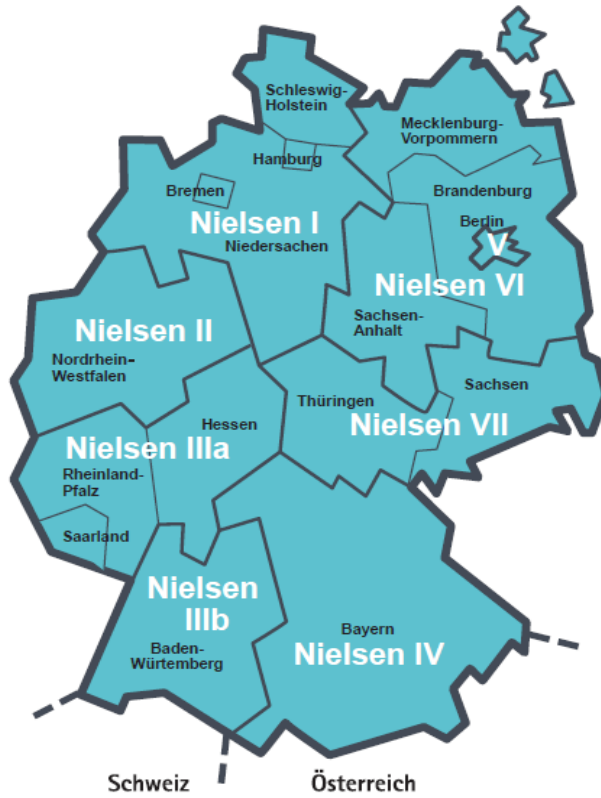 Schleswig-
Holstein
Mecklenburg-
Vorpommern
Hamburg
Bremen
Brandenburg
Berlin
Nielsen I
V
Niedersachen
Nielsen VI
Nielsen II
Sachsen-
Anhalt
Nordrhein-
Westfalen
Sachsen
Thüringen
Hessen
Nielsen VII
Nielsen IIIa
Rheinland-
Pfalz
Saarland
Nielsen
IIIb
Bayern
Baden-
Würtemberg
Nielsen IV
Schweiz
Österreich